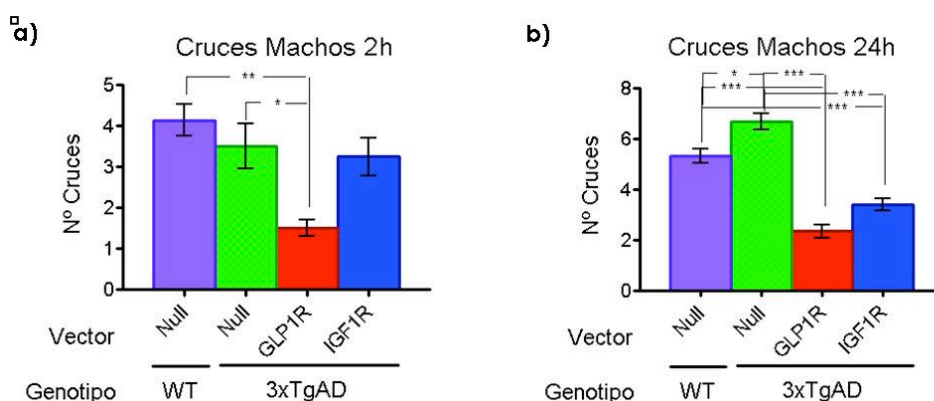 a)
Cruces Machos 2h
Nº Cruces
5
4
3
2
1
0
**
*
Vector
Null
Null
GLP1R
IGF1R
Genotipo
WT
3xTgAD
b)
Cruces Machos 24h
Nº Cruces
8
6
4
2
0
*
***
***
***
***
Vector
Null
Null
GLP1R
IGF1R
Genotipo
WT
3xTgAD